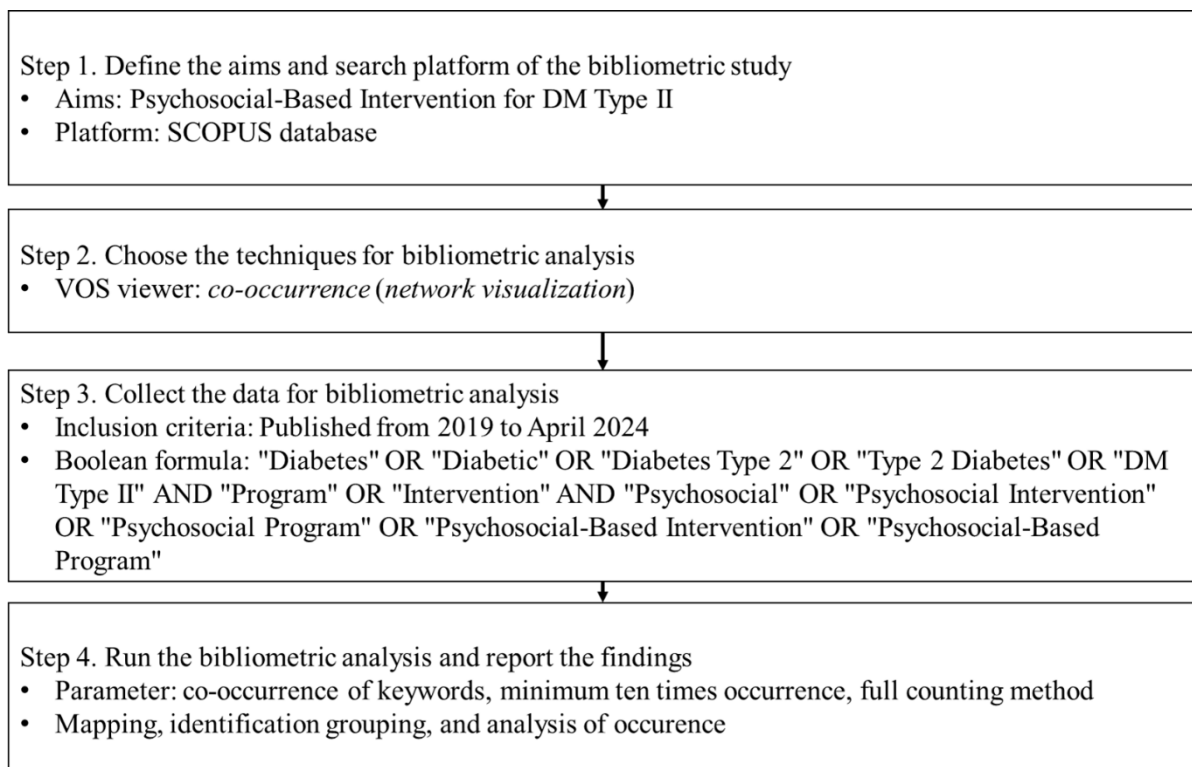 Step 1. Define the aims and search platform of the bibliometric study
• Aims: Psychosocial-Based Intervention for DM Type II
• Platform: SCOPUS database
Step 2. Choose the techniques for bibliometric analysis
• VOS viewer: co-occurrence (network visualization)
Step 3. Collect the data for bibliometric analysis
• Inclusion criteria: Published from 2019 to April 2024
• Boolean formula: "Diabetes" OR "Diabetic" OR "Diabetes Type 2" OR "Type 2 Diabetes" OR "DM
Type II" AND "Program" OR "Intervention" AND "Psychosocial" OR "Psychosocial Intervention"
OR "Psychosocial Program" OR "Psychosocial-Based Intervention" OR "Psychosocial-Based
Program"
Step 4. Run the bibliometric analysis and report the findings
• Parameter: co-occurrence of keywords, minimum ten times occurrence, full counting method
• Mapping, identification grouping, and analysis of occurence